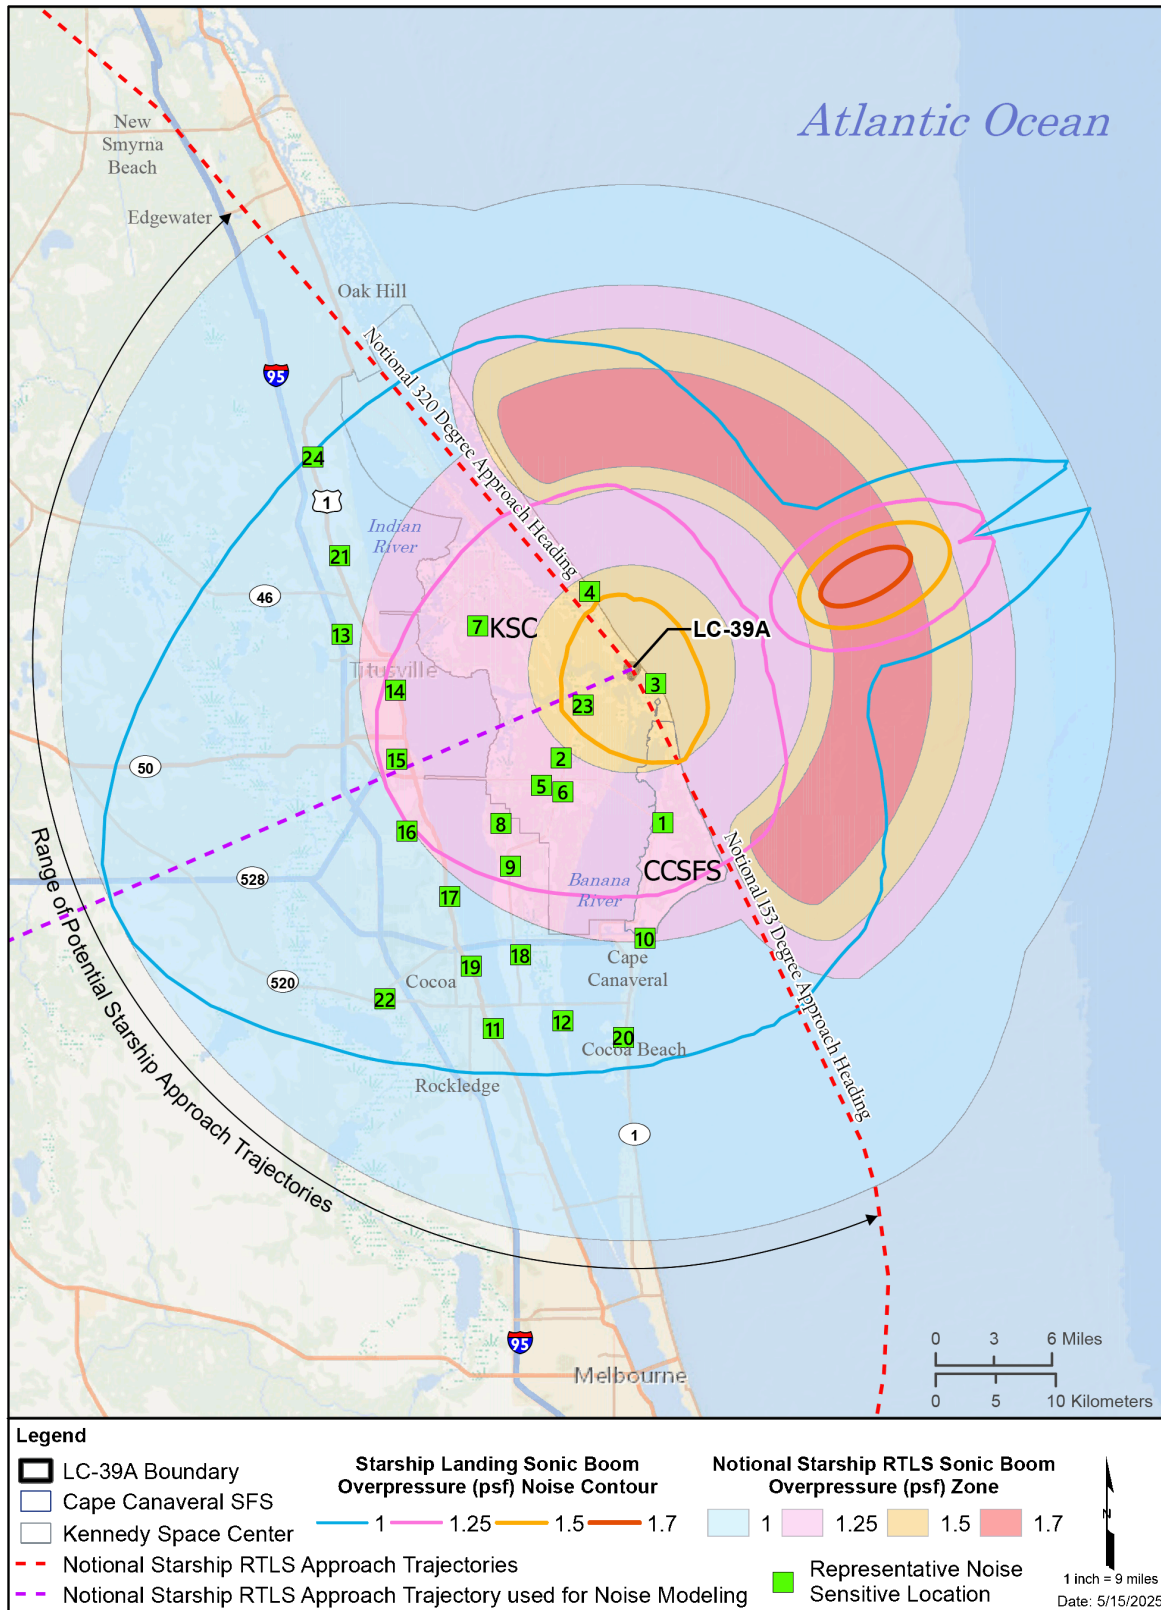 Atlantic Ocean
New
Smyrna
Beach
Edgewater
Oak Hill
95
Notional 320 Degree Approach Heading
24
1
Indian
River
21
46
4
7
KSC
13
LC-39A
Titusville
14
3
23
15
2
50
5
6
8
1
16
Range of Potential Starship Approach Trajectories
9
CCSFS
528
Banana
River
Notional 153 Degree Approach Heading
17
10
18
Cape
Canaveral
19
Cocoa
520
22
12
11
20
Cocoa Beach
Rockledge
1
95
Melbourne
0 3 6 Miles
0 5 10 Kilometers
Legend
LC-39A Boundary
Cape Canaveral SFS
Kennedy Space Center
Notional Starship RTLS Approach Trajectories
Notional Starship RTLS Approach Trajectory used for Noise Modeling
Starship Landing Sonic Boom
Overpressure (psf) Noise Contour
1 1.25 1.5 1.7
Notional Starship RTLS Sonic Boom
Overpressure (psf) Zone
1 1.25 1.5 1.7
Representative Noise
Sensitive Location
N
1 inch = 9 miles
Date: 5/15/2025